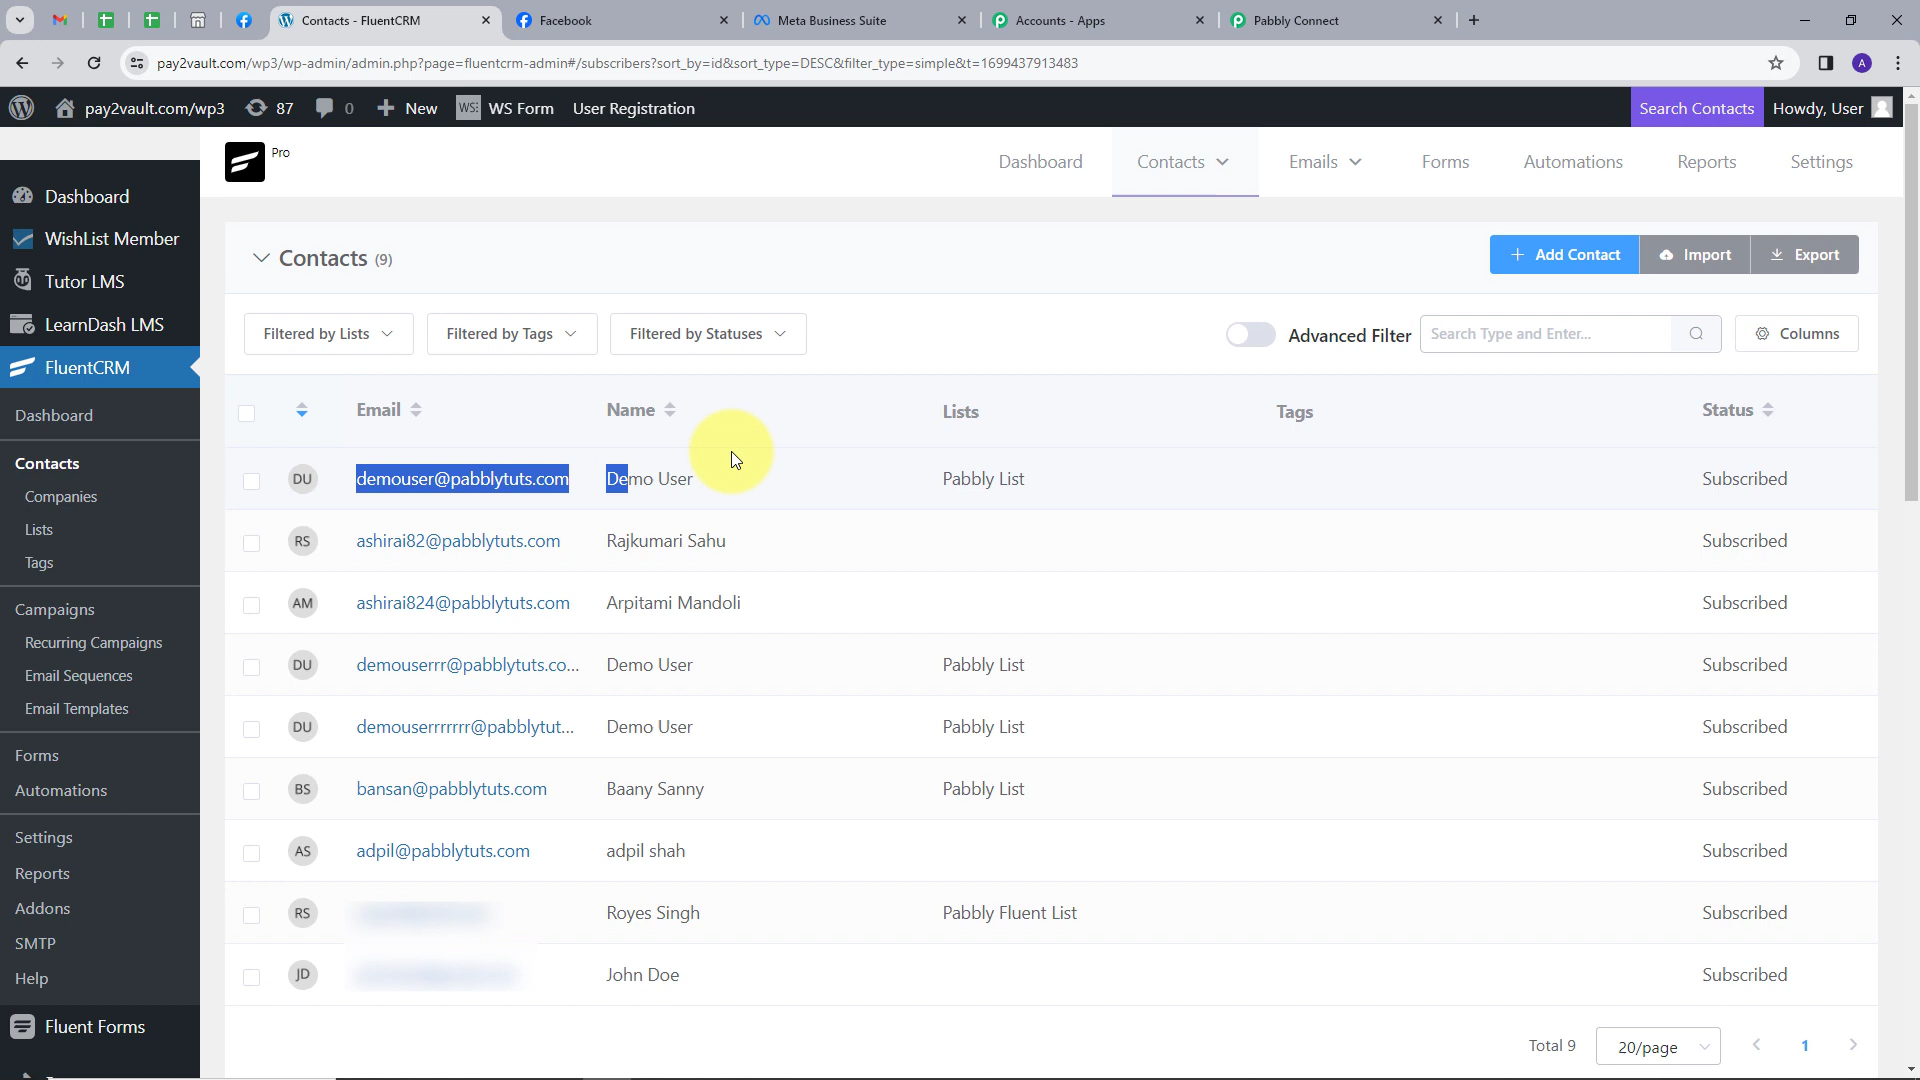 Contacts - FluentCRM
Facebook
Meta Business Suite
Accounts - Apps
Pabbly Connect
pay2vault.com/wp3/wp-admin/admin.php?page=fluentcrm-admin#/subscribers?sort_by=id&sort_type=DESC&filter_type=simple&t=1699437913483
A
pay2vault.com/wp3
87
0
New
WS Form
User Registration
Search Contacts
Howdy, User
Pro
Dashboard
Contacts
Emails
Forms
Automations
Reports
Settings
Dashboard
WishList Member
Tutor LMS
LearnDash LMS
FluentCRM
Dashboard
Contacts
Companies
Lists
Tags
Campaigns
Recurring Campaigns
Email Sequences
Email Templates
Forms
Automations
Settings
Reports
Addons
SMTP
Help
Fluent Forms
Contacts (9)
+ Add Contact
Import
Export
Filtered by Lists
Filtered by Tags
Filtered by Statuses
Advanced Filter
Search Type and Enter...
Columns
Email Name Lists Tags Status
DU demouser@pabblytuts.com Demo User Pabbly List Subscribed
RS ashirai82@pabblytuts.com Rajkumari Sahu Subscribed
AM ashirai824@pabblytuts.com Arpitami Mandoli Subscribed
DU demouserrr@pabblytuts.co... Demo User Pabbly List Subscribed
DU demouserrrrrrr@pabblytut... Demo User Pabbly List Subscribed
BS bansan@pabblytuts.com Baany Sanny Pabbly List Subscribed
AS adpil@pabblytuts.com adpil shah Subscribed
RS Royes Singh Pabbly Fluent List Subscribed
JD John Doe Subscribed
Total 9
20/page
1